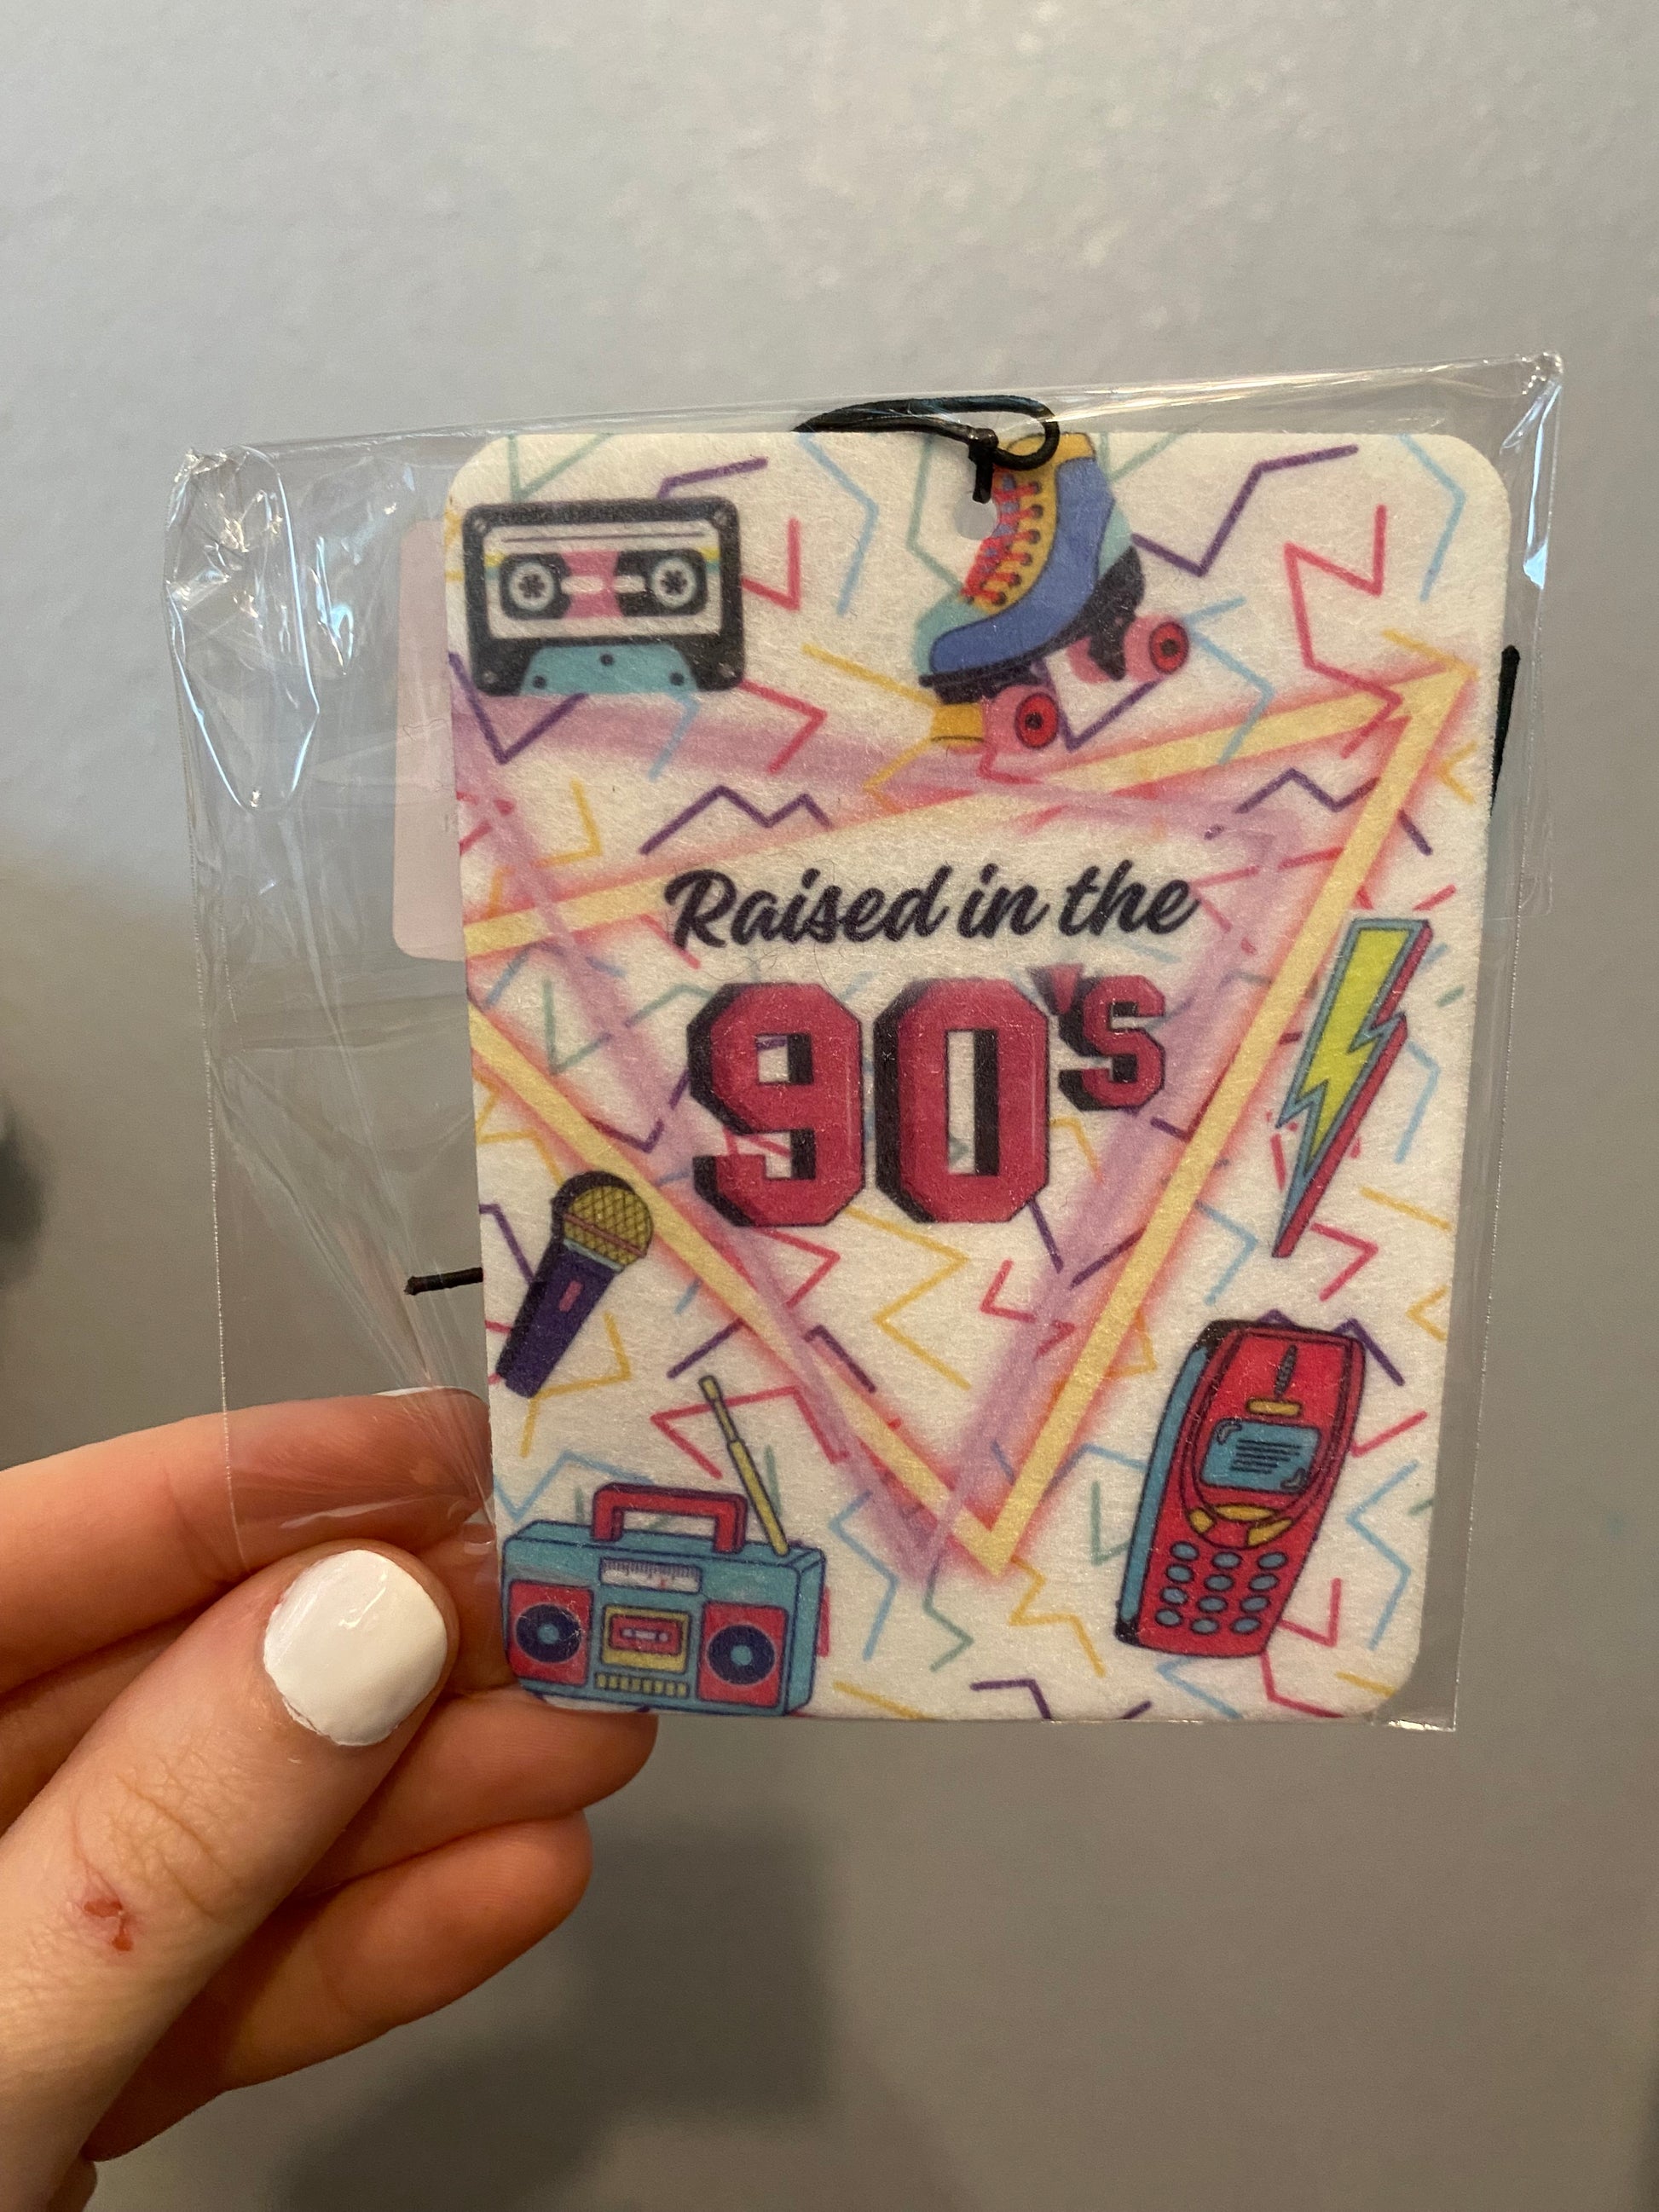 Raised in the
90's